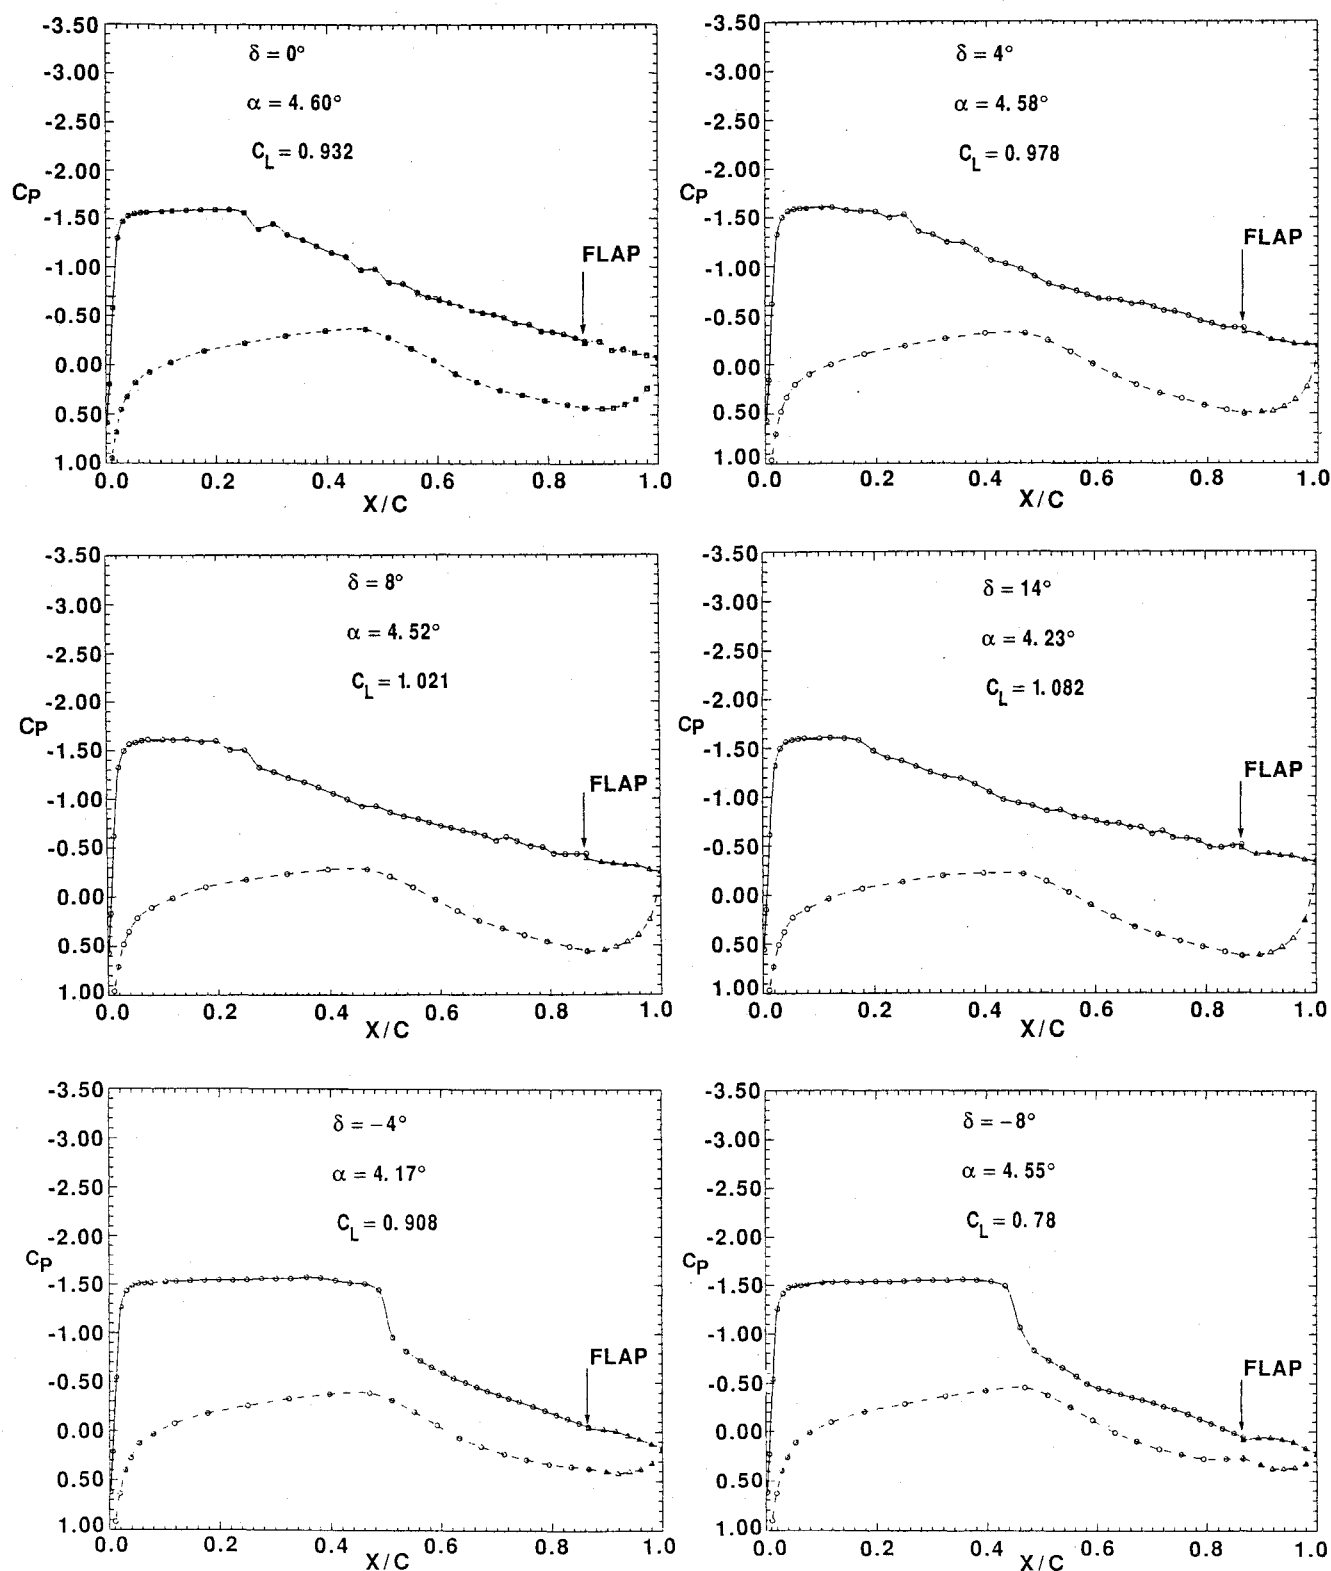 -3.50
-3.00
-2.50
-2.00
-1.50
-1.00
-0.50
0.00
0.50
1.00
CP
δ = 0°
α = 4.60°
CL = 0.932
FLAP
0.0 0.2 0.4 0.6 0.8 1.0
X/C
-3.50
-3.00
-2.50
-2.00
-1.50
-1.00
-0.50
0.00
0.50
1.00
CP
δ = 4°
α = 4.58°
CL = 0.978
FLAP
0.0 0.2 0.4 0.6 0.8 1.0
X/C
-3.50
-3.00
-2.50
-2.00
-1.50
-1.00
-0.50
0.00
0.50
1.00
CP
δ = 8°
α = 4.52°
CL = 1.021
FLAP
0.0 0.2 0.4 0.6 0.8 1.0
X/C
-3.50
-3.00
-2.50
-2.00
-1.50
-1.00
-0.50
0.00
0.50
1.00
CP
δ = 14°
α = 4.23°
CL = 1.082
FLAP
0.0 0.2 0.4 0.6 0.8 1.0
X/C
-3.50
-3.00
-2.50
-2.00
-1.50
-1.00
-0.50
0.00
0.50
1.00
CP
δ = -4°
α = 4.17°
CL = 0.908
FLAP
0.0 0.2 0.4 0.6 0.8 1.0
X/C
-3.50
-3.00
-2.50
-2.00
-1.50
-1.00
-0.50
0.00
0.50
1.00
CP
δ = -8°
α = 4.55°
CL = 0.78
FLAP
0.0 0.2 0.4 0.6 0.8 1.0
X/C